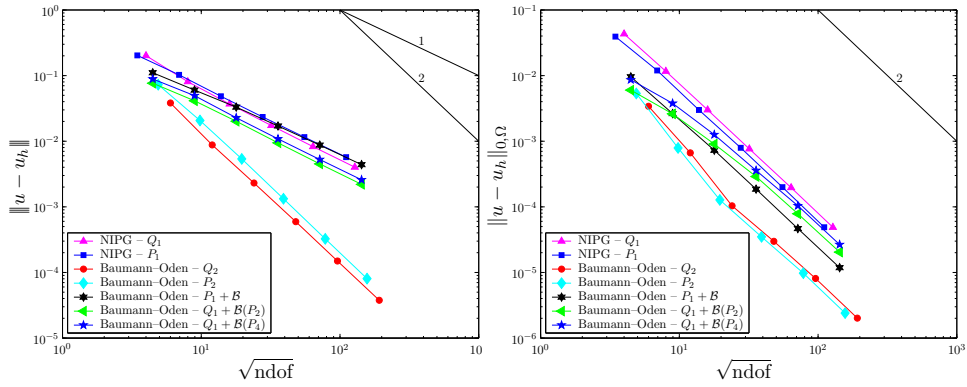 10^0
10^{-1}
10^{-2}
10^{-3}
10^{-4}
10^{-5}
10^{-6}
|||u − u_h|||
1
2
NIPG – Q_1
NIPG – P_1
Baumann–Oden – Q_2
Baumann–Oden – P_2
Baumann–Oden – P_1 + B
Baumann–Oden – Q_1 + B(P_2)
Baumann–Oden – Q_1 + B(P_4)
10^0 10^1 10^2 10
√ndof
10^{-1}
10^{-2}
10^{-3}
10^{-4}
10^{-5}
10^{-6}
||u − u_h||_{0,Ω}
2
NIPG – Q_1
NIPG – P_1
Baumann–Oden – Q_2
Baumann–Oden – P_2
Baumann–Oden – P_1 + B
Baumann–Oden – Q_1 + B(P_2)
Baumann–Oden – Q_1 + B(P_4)
10^0 10^1 10^2 10^3
√ndof